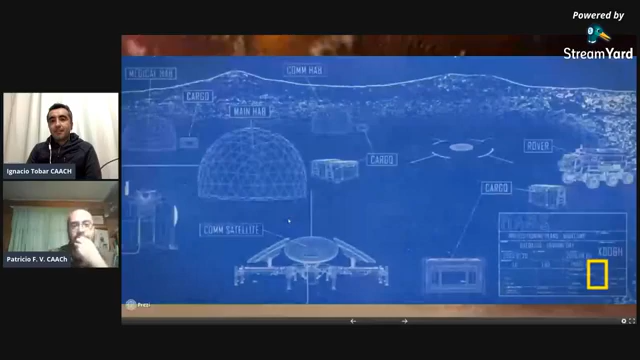 Powered by
StreamYard
MEDICAL HAB
COMM HAB
CARGO
MAIN HAB
CARGO
ROVER
CARGO
COMM SATELLITE
Ignacio Tobar CAACH
Patricio F. V. CAACh
Prezi